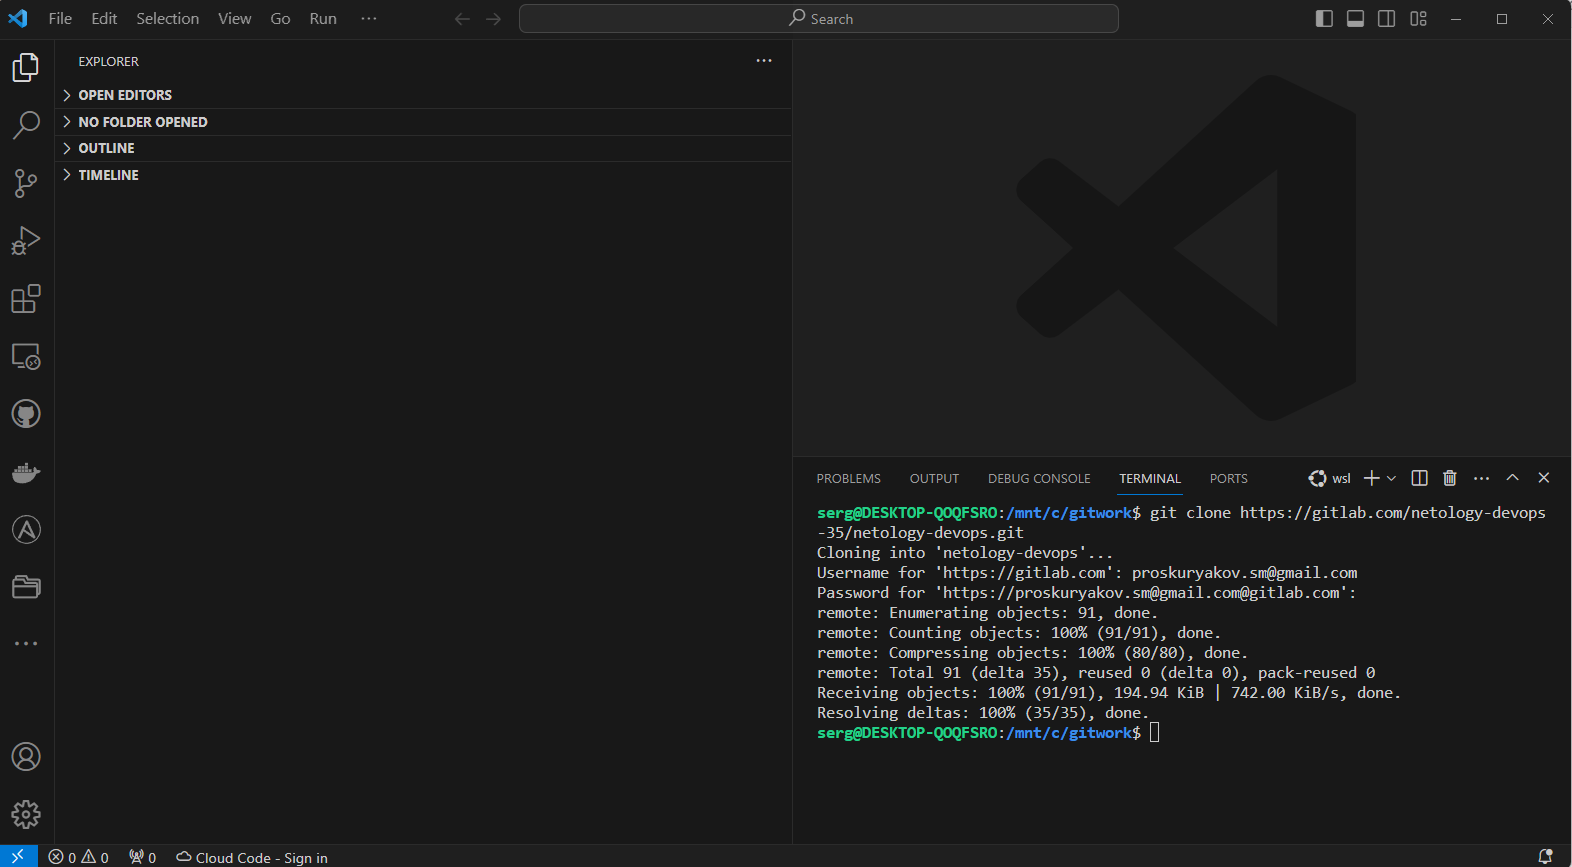 File Edit Selection View Go Run ···
Search
EXPLORER
OPEN EDITORS
NO FOLDER OPENED
OUTLINE
TIMELINE
PROBLEMS OUTPUT DEBUG CONSOLE TERMINAL PORTS wsl
serg@DESKTOP-QOQFSRO:/mnt/c/gitwork$ git clone https://gitlab.com/netology-devops
-35/netology-devops.git
Cloning into 'netology-devops'...
Username for 'https://gitlab.com': proskuryakov.sm@gmail.com
Password for 'https://proskuryakov.sm@gmail.com@gitlab.com':
remote: Enumerating objects: 91, done.
remote: Counting objects: 100% (91/91), done.
remote: Compressing objects: 100% (80/80), done.
remote: Total 91 (delta 35), reused 0 (delta 0), pack-reused 0
Receiving objects: 100% (91/91), 194.94 KiB | 742.00 KiB/s, done.
Resolving deltas: 100% (35/35), done.
serg@DESKTOP-QOQFSRO:/mnt/c/gitwork$
0 0 0 Cloud Code - Sign in